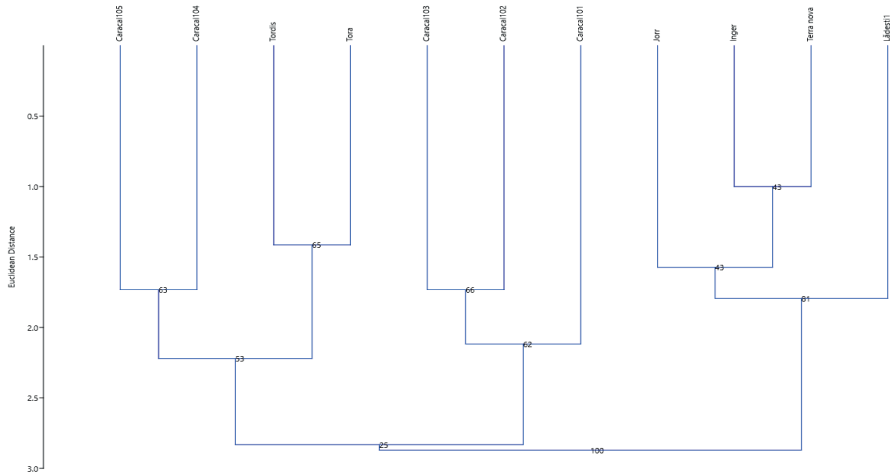 Caracal105
Caracal104
Tordis
Tora
Caracal103
Caracal102
Caracal101
Jorr
Inger
Terra nova
Lădești1
Euclidean Distance
0.5
1.0
1.5
2.0
2.5
3.0
43
65
43
63
66
81
62
53
25
100